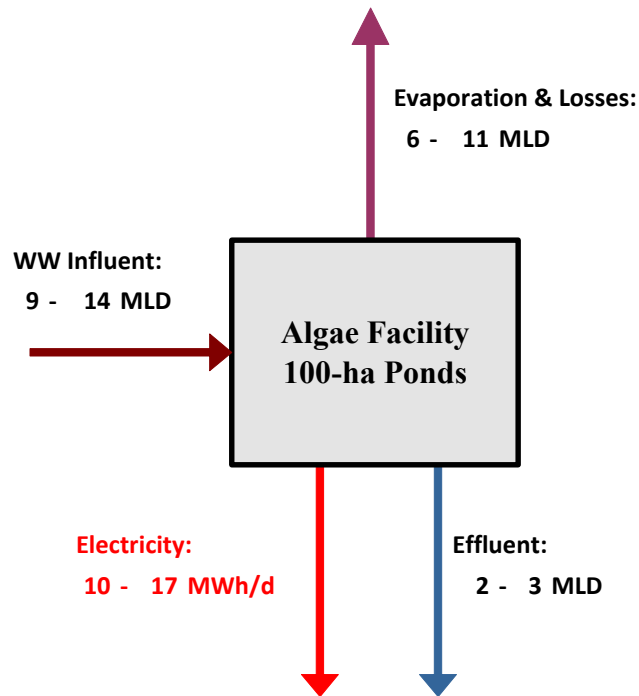 Evaporation & Losses:
6 - 11 MLD
WW Influent:
9 - 14 MLD
Algae Facility
100-ha Ponds
Electricity:
10 - 17 MWh/d
Effluent:
2 - 3 MLD